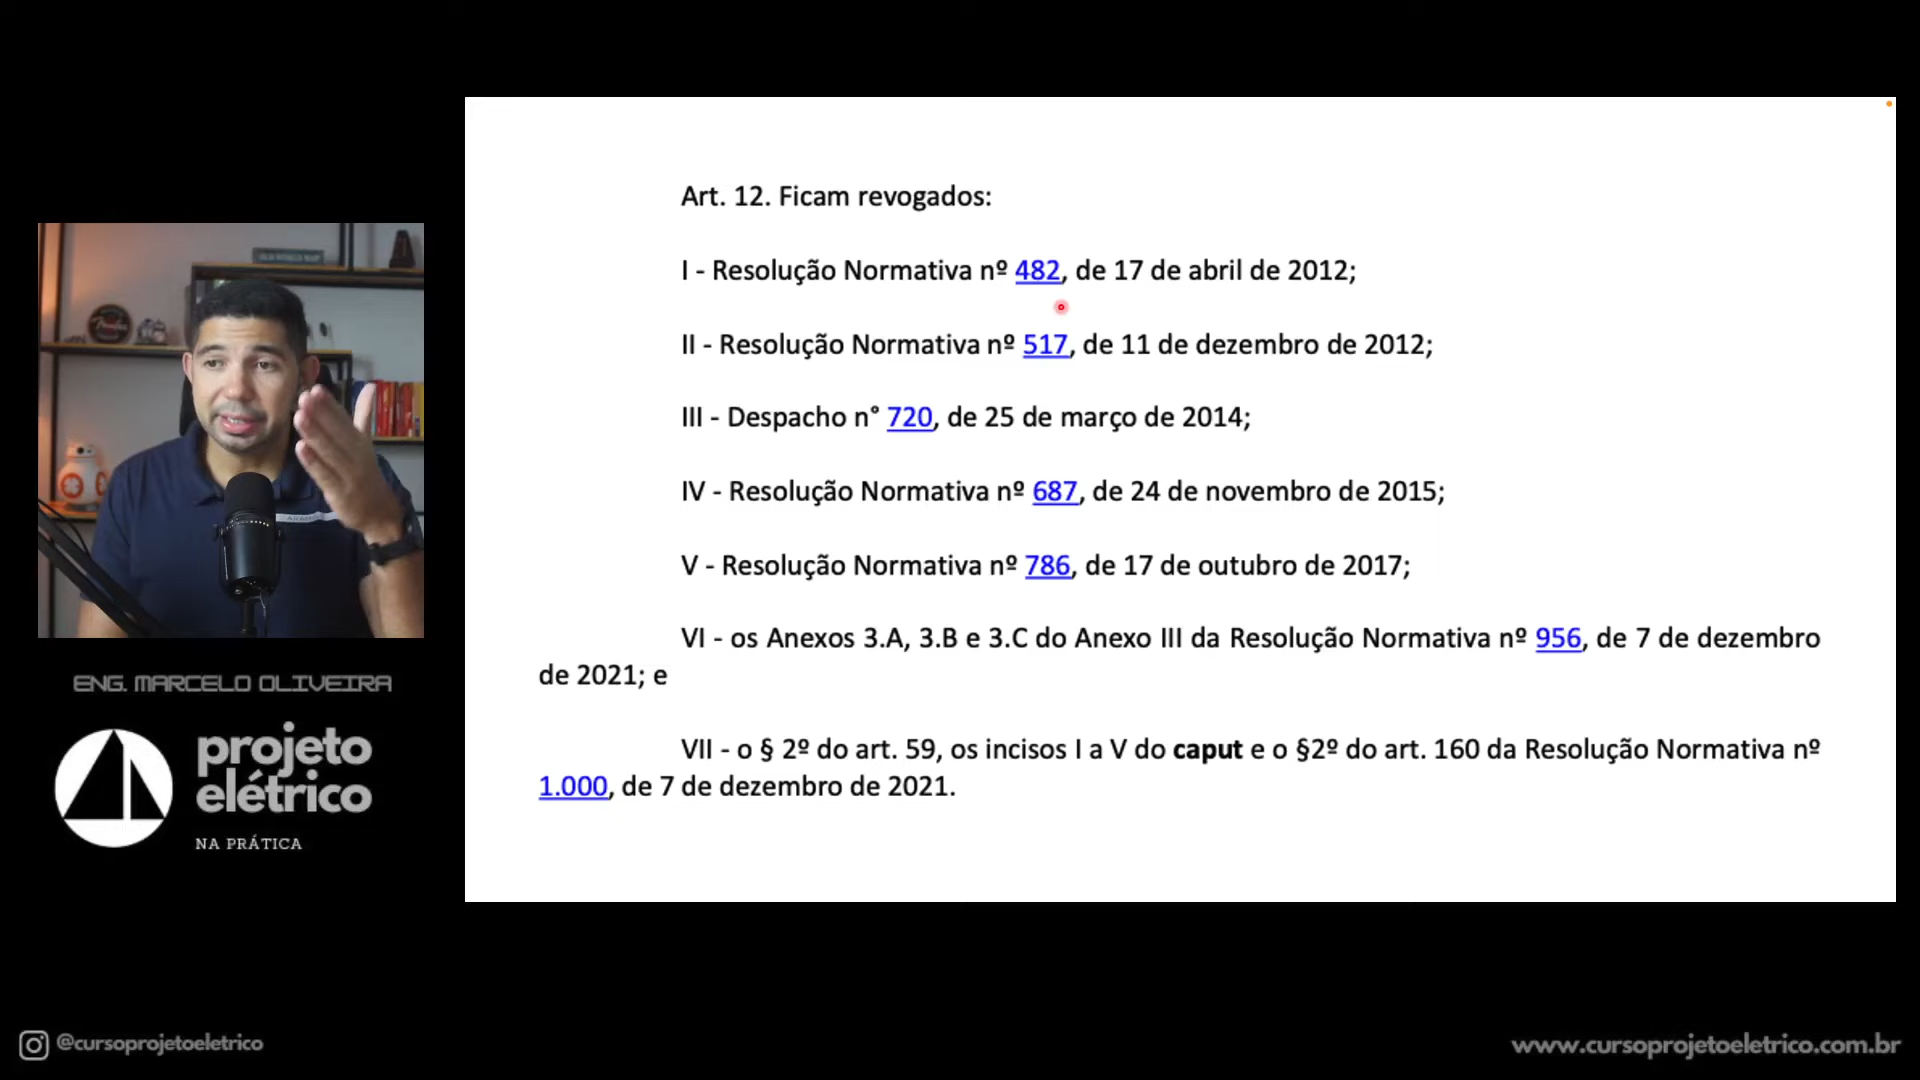 Art. 12. Ficam revogados:
I - Resolução Normativa nº 482, de 17 de abril de 2012;
II - Resolução Normativa nº 517, de 11 de dezembro de 2012;
III - Despacho n° 720, de 25 de março de 2014;
IV - Resolução Normativa nº 687, de 24 de novembro de 2015;
V - Resolução Normativa nº 786, de 17 de outubro de 2017;
VI - os Anexos 3.A, 3.B e 3.C do Anexo III da Resolução Normativa nº 956, de 7 de dezembro
de 2021; e
VII - o § 2º do art. 59, os incisos I a V do caput e o §2º do art. 160 da Resolução Normativa nº
1.000, de 7 de dezembro de 2021.
ENG. MARCELO OLIVEIRA
projeto
elétrico
NA PRÁTICA
@cursoprojetoeletrico
www.cursoprojetoeletrico.com.br